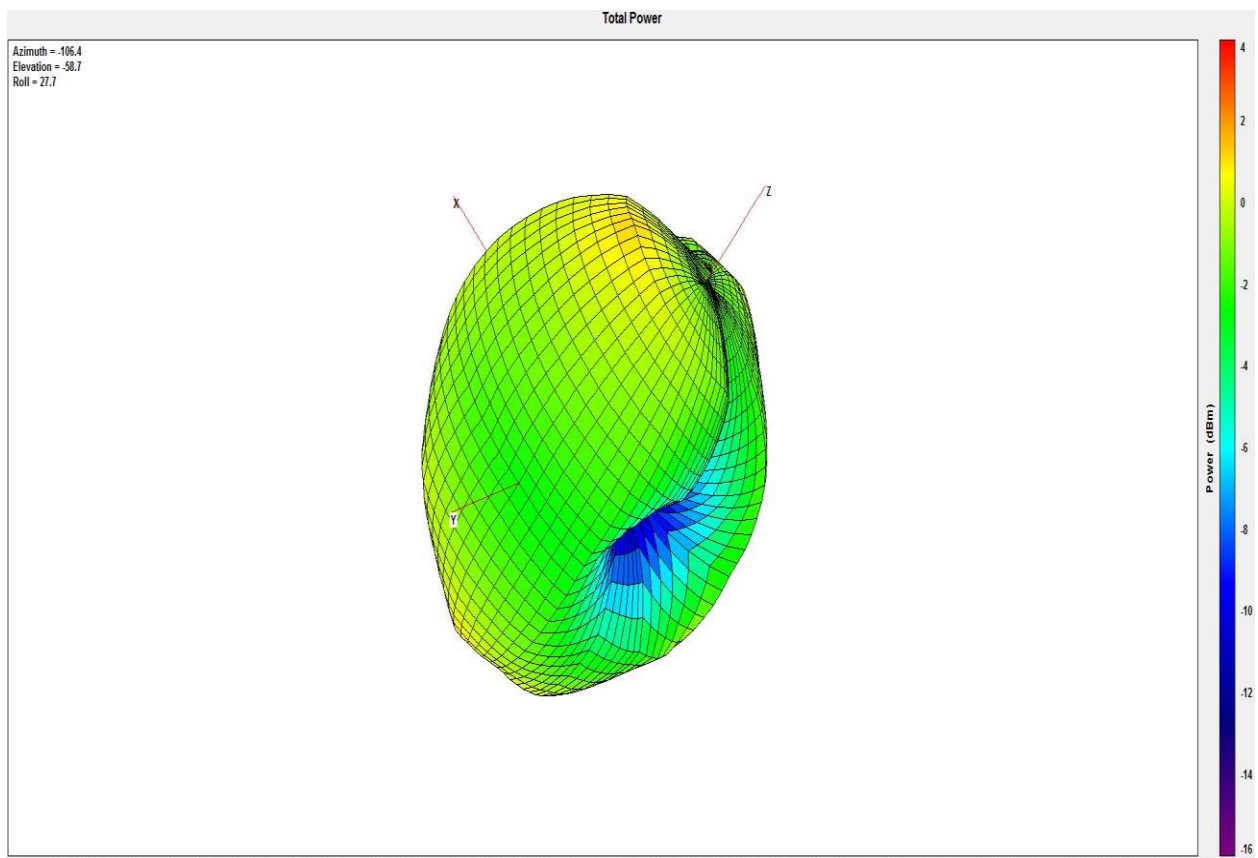 Total Power
Azimuth = -106.4
Elevation = -58.7
Roll = 27.7
X
Z
Y
4
2
0
-2
-4
-6
-8
-10
-12
-14
-16
Power (dBm)